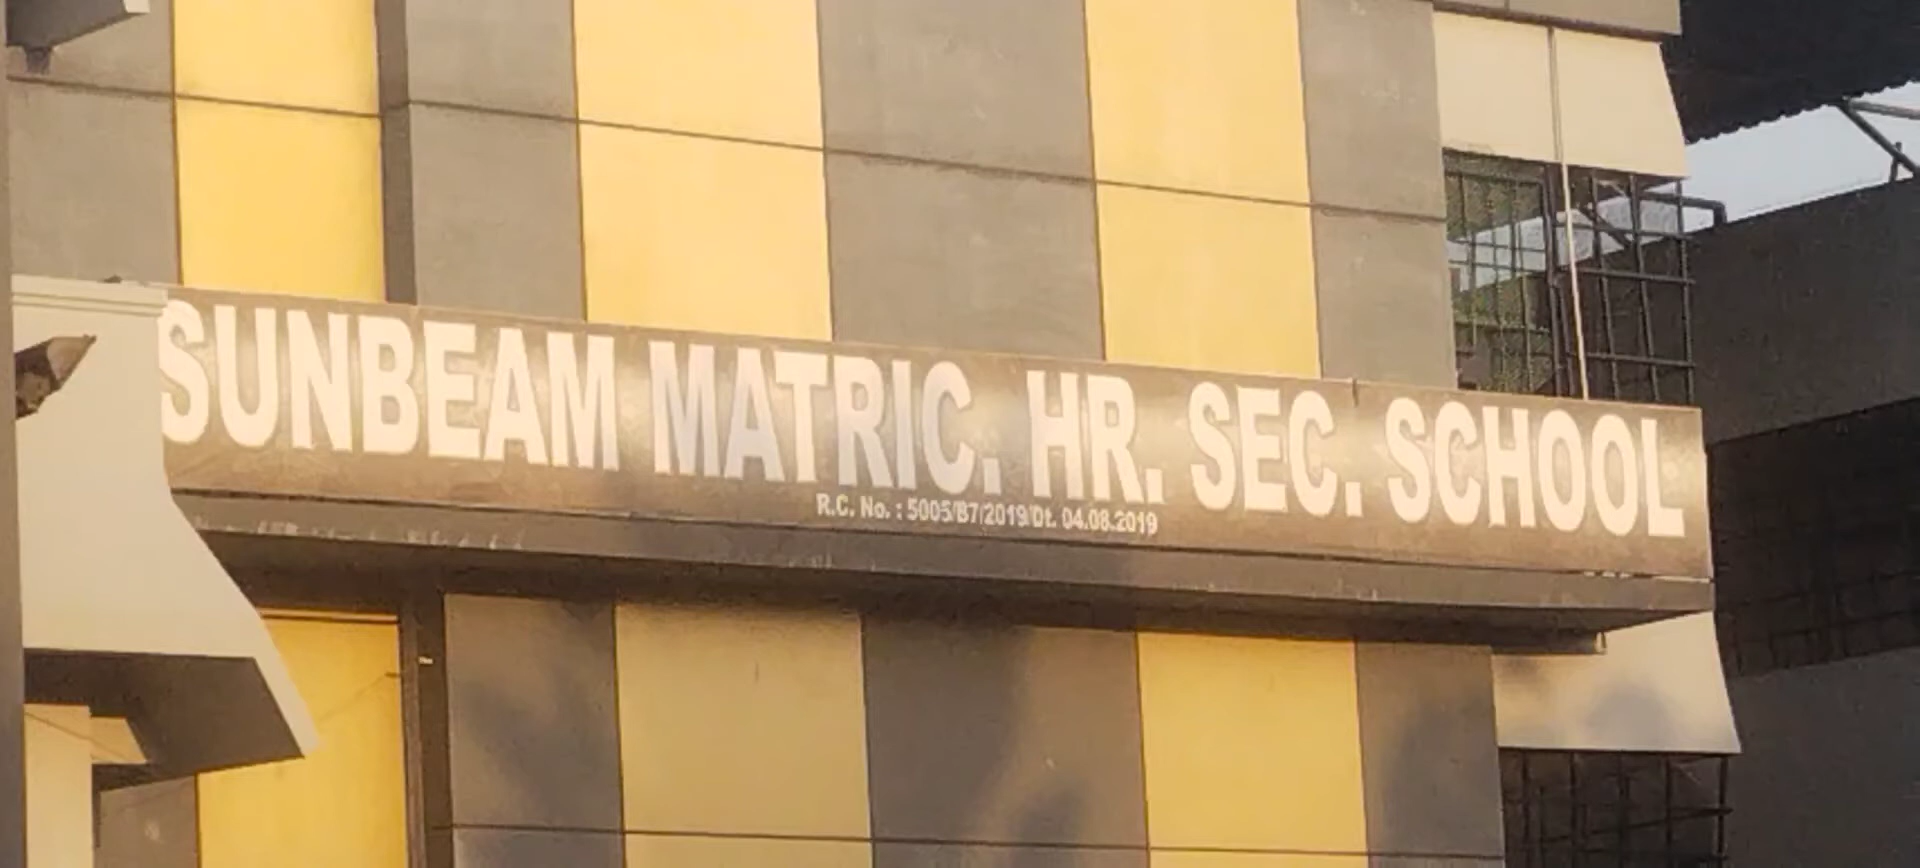 SUNBEAM MATRIC. HR. SEC. SCHOOL
R.C. No. : 5005/B7/2019/Dt. 04.08.2019